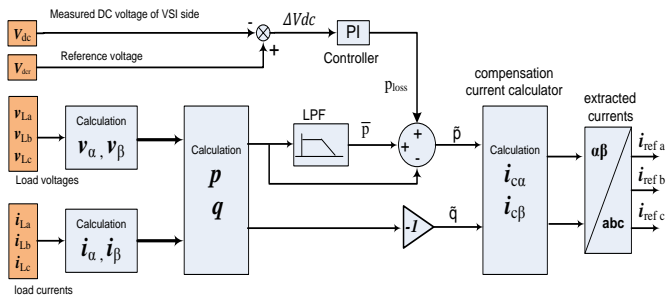 Measured DC voltage of VSI side
Vdc
-
ΔVdc
PI
Controller
+
Reference voltage
ploss
compensation
current calculator
extracted
currents
vLa
vLb
vLc
Load voltages
Calculation
vα , vβ
Calculation
p
q
LPF
p̅
+
+
-
p̃
Calculation
icα
icβ
αβ
abc
iref a
iref b
iref c
iLa
iLb
iLc
load currents
Calculation
iα , iβ
-1
q̃